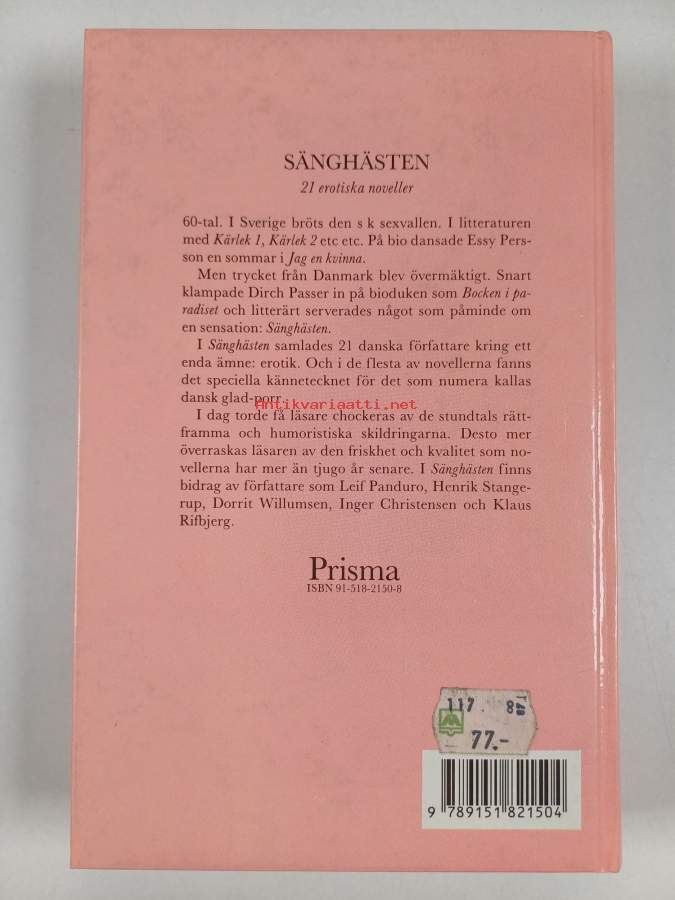 SÄNGHÄSTEN
21 erotiska noveller
60-tal. I Sverige bröts den s k sexvallen. I litteraturen
med Kärlek 1, Kärlek 2 etc etc. På bio dansade Essy Pers-
son en sommar i Jag en kvinna.
Men trycket från Danmark blev övermäktigt. Snart
klampade Dirch Passer in på bioduken som Bocken i pa-
radiset och litterärt serverades något som påminde om
en sensation: Sänghästen.
I Sänghästen samlades 21 danska författare kring ett
enda ämne: erotik. Och i de flesta av novellerna fanns
det speciella kännetecknet för det som numera kallas
dansk glad-porr.
Antikvariaatti.net
I dag torde få läsare chockeras av de stundtals rätt-
framma och humoristiska skildringarna. Desto mer
överraskas läsaren av den friskhet och kvalitet som no-
vellerna har mer än tjugo år senare. I Sänghästen finns
bidrag av författare som Leif Panduro, Henrik Stange-
rup, Dorrit Willumsen, Inger Christensen och Klaus
Rifbjerg.
Prisma
ISBN 91-518-2150-8
117 8
77.-
9 789151 821504